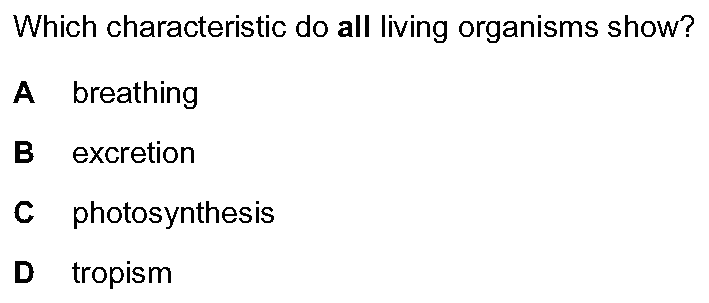 Which characteristic do all living organisms show?
A breathing
B excretion
C photosynthesis
D tropism